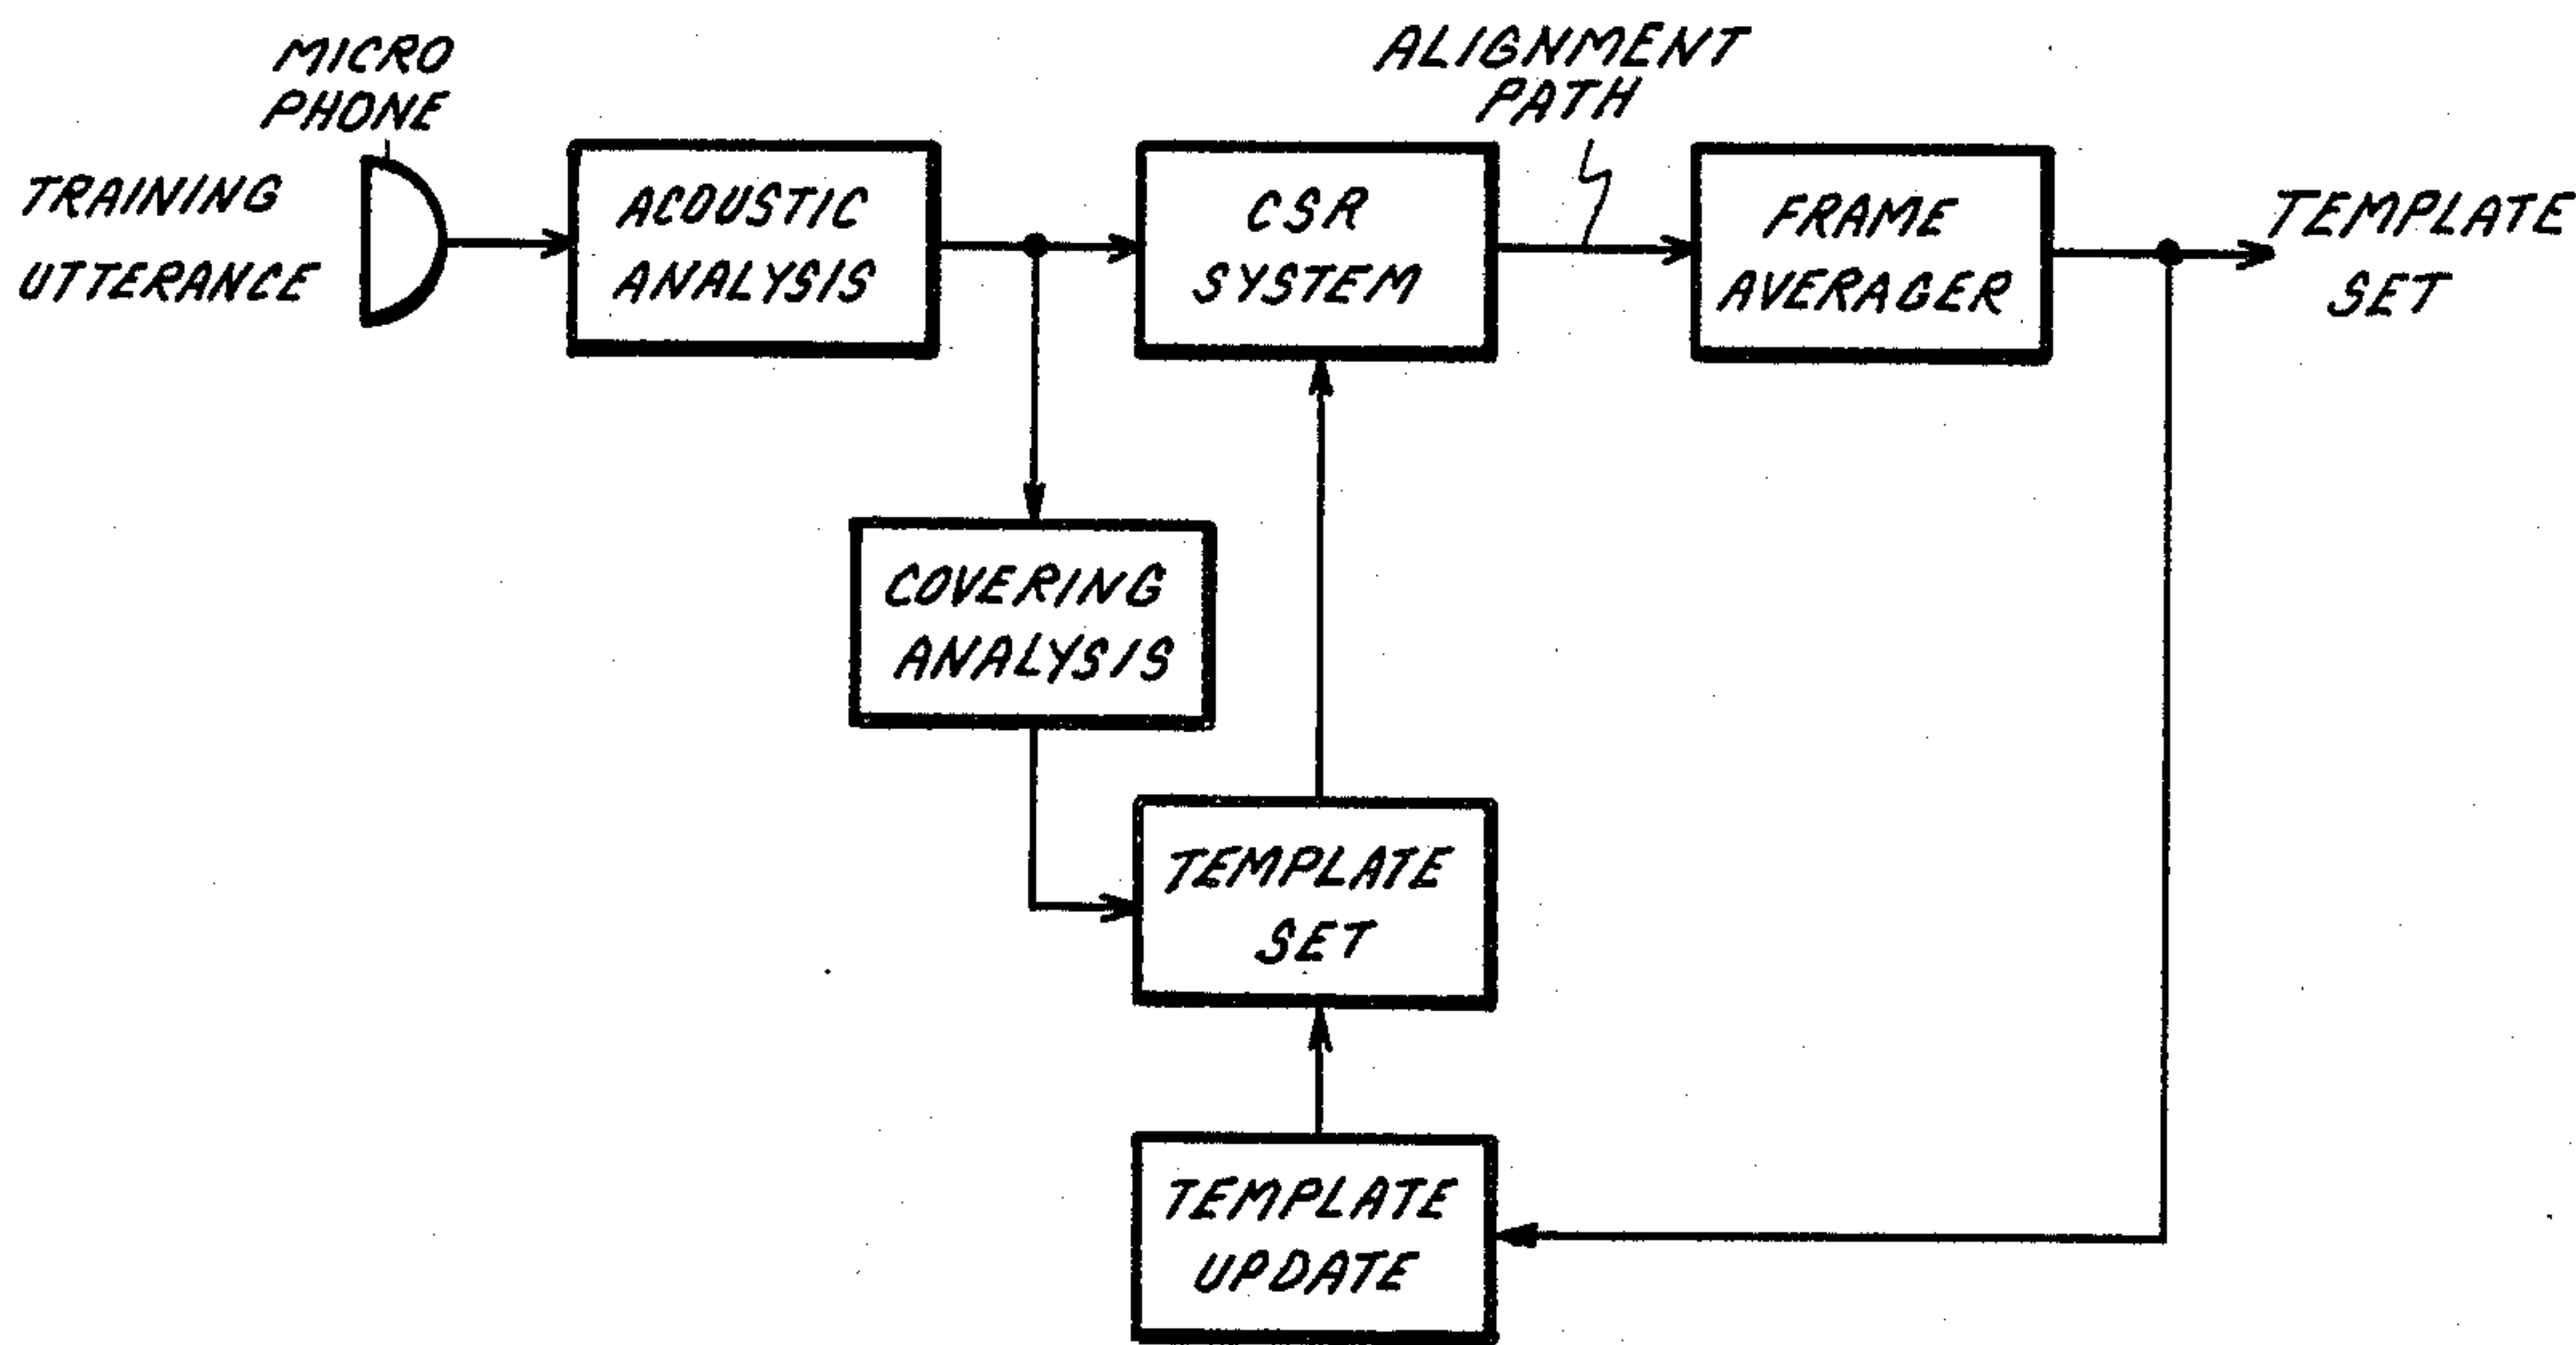 MICRO
PHONE
TRAINING
UTTERANCE
ACOUSTIC
ANALYSIS
CSR
SYSTEM
ALIGNMENT
PATH
FRAME
AVERAGER
TEMPLATE
SET
COVERING
ANALYSIS
TEMPLATE
SET
TEMPLATE
UPDATE